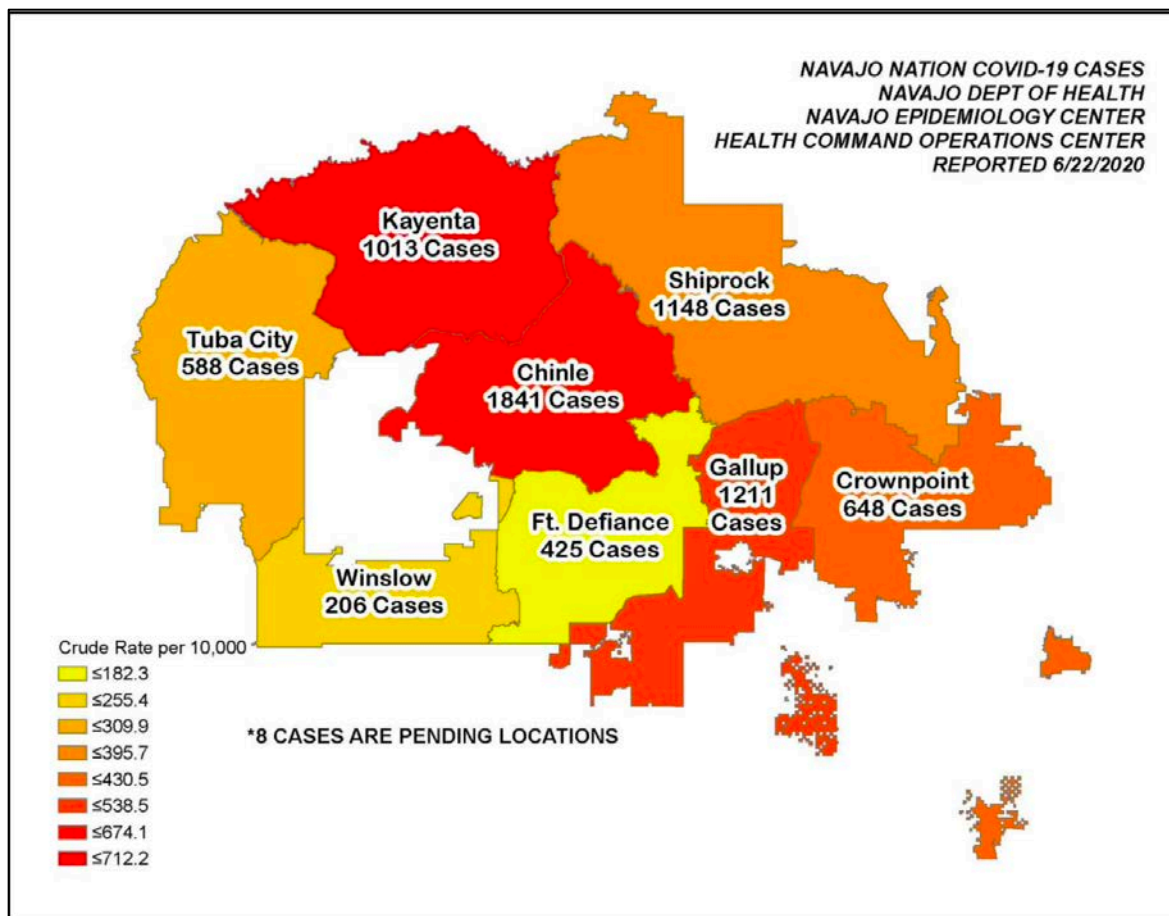 NAVAJO NATION COVID-19 CASES
NAVAJO DEPT OF HEALTH
NAVAJO EPIDEMIOLOGY CENTER
HEALTH COMMAND OPERATIONS CENTER
REPORTED 6/22/2020
Kayenta
1013 Cases
Shiprock
1148 Cases
Tuba City
588 Cases
Chinle
1841 Cases
Gallup
1211
Cases
Crownpoint
648 Cases
Ft. Defiance
425 Cases
Winslow
206 Cases
Crude Rate per 10,000
≤182.3
≤255.4
≤309.9
≤395.7
≤430.5
≤538.5
≤674.1
≤712.2
*8 CASES ARE PENDING LOCATIONS